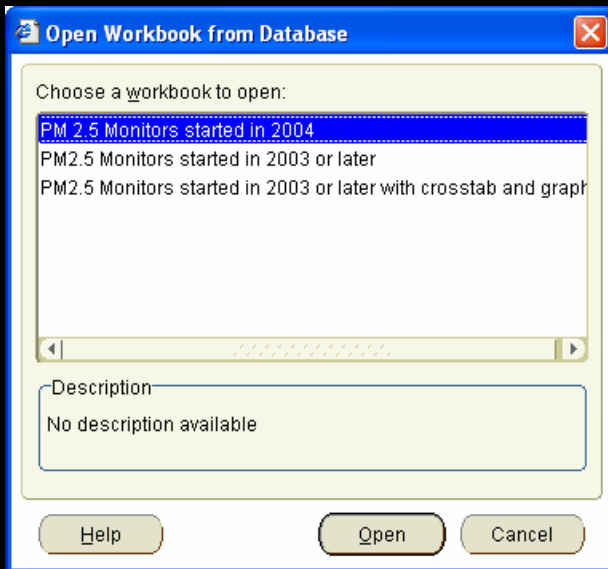 Open Workbook from Database
Choose a workbook to open:
PM 2.5 Monitors started in 2004
PM2.5 Monitors started in 2003 or later
PM2.5 Monitors started in 2003 or later with crosstab and graph
Description
No description available
Help
Open
Cancel